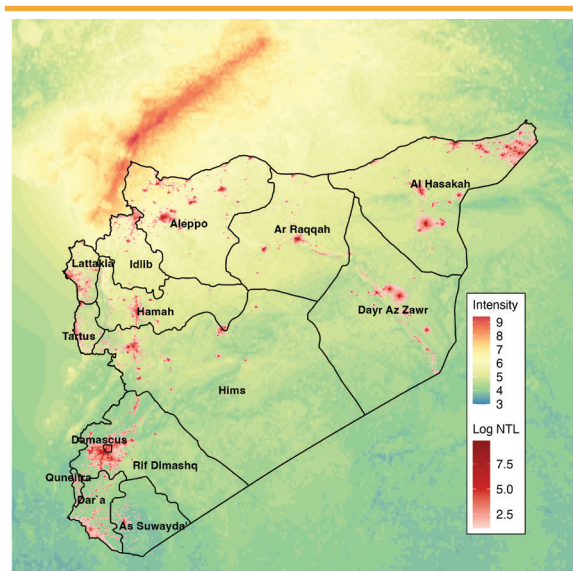 Al Hasakah
Aleppo
Ar Raqqah
Lattakia
Idlib
Hamah
Dayr Az Zawr
Tartus
Hims
Damascus
Rif Dimashq
Quneitra
Dar`a
As Suwayda'
Intensity
9
8
7
6
5
4
3
Log NTL
7.5
5.0
2.5